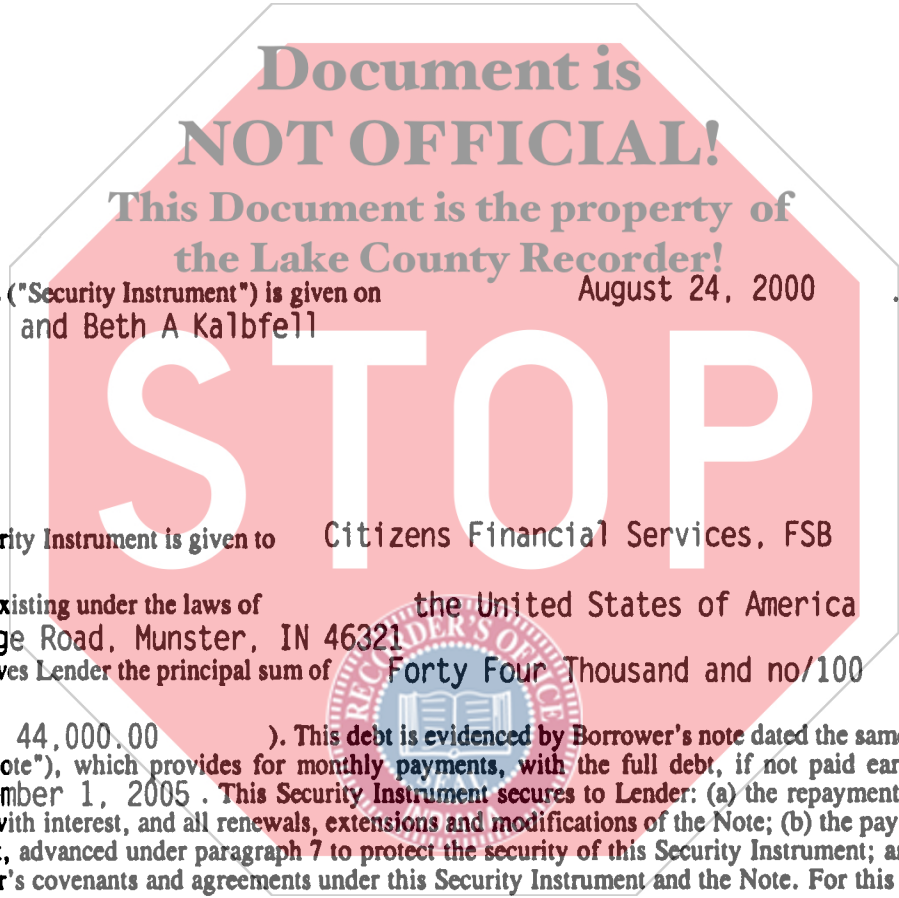 Document is
NOT OFFICIAL!
This Document is the property of
the Lake County Recorder!
("Security Instrument") is given on August 24, 2000 .
and Beth A Kalbfell
STOP
rity Instrument is given to Citizens Financial Services, FSB
xisting under the laws of the United States of America
ge Road, Munster, IN 46321
ves Lender the principal sum of Forty Four Thousand and no/100
44,000.00 ). This debt is evidenced by Borrower's note dated the same
ote"), which provides for monthly payments, with the full debt, if not paid ear
mber 1, 2005 . This Security Instrument secures to Lender: (a) the repayment
with interest, and all renewals, extensions and modifications of the Note; (b) the pay
, advanced under paragraph 7 to protect the security of this Security Instrument; a
r's covenants and agreements under this Security Instrument and the Note. For this
RECORDER'S OFFICE